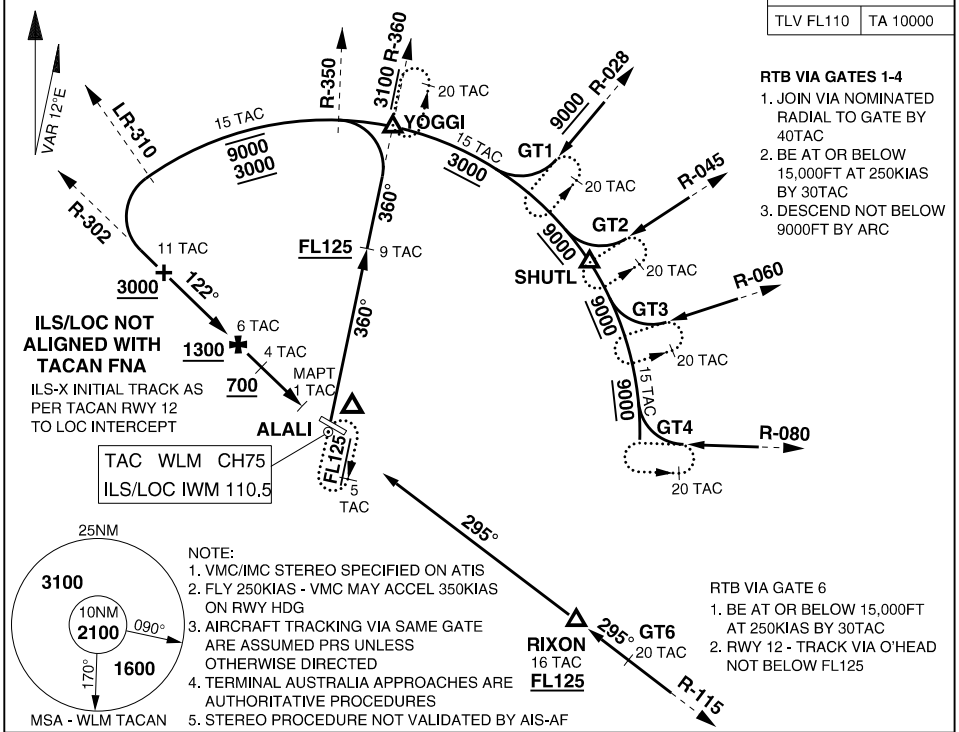 TLV FL110 TA 10000
VAR 12°E
LR-310
R-302
15 TAC
9000
3000
R-350
3100 R-360
20 TAC
YOGGI
15 TAC
3000
GT1
9000
R-028
20 TAC
R-045
GT2
9000
SHUTL
20 TAC
R-060
GT3
9000
20 TAC
15 TAC
9000
GT4
R-080
20 TAC
RTB VIA GATES 1-4
1. JOIN VIA NOMINATED
RADIAL TO GATE BY
40TAC
2. BE AT OR BELOW
15,000FT AT 250KIAS
BY 30TAC
3. DESCEND NOT BELOW
9000FT BY ARC
11 TAC
3000
122°
6 TAC
1300
4 TAC
700
MAPT
1 TAC
360°
FL125
9 TAC
360°
ILS/LOC NOT
ALIGNED WITH
TACAN FNA
ILS-X INITIAL TRACK AS
PER TACAN RWY 12
TO LOC INTERCEPT
ALALI
TAC WLM CH75
ILS/LOC IWM 110.5
FL125
5
TAC
295°
RIXON
16 TAC
FL125
295°
GT6
20 TAC
R-115
25NM
3100
10NM
2100
090°
1600
170°
MSA - WLM TACAN
NOTE:
1. VMC/IMC STEREO SPECIFIED ON ATIS
2. FLY 250KIAS - VMC MAY ACCEL 350KIAS
ON RWY HDG
3. AIRCRAFT TRACKING VIA SAME GATE
ARE ASSUMED PRS UNLESS
OTHERWISE DIRECTED
4. TERMINAL AUSTRALIA APPROACHES ARE
AUTHORITATIVE PROCEDURES
5. STEREO PROCEDURE NOT VALIDATED BY AIS-AF
RTB VIA GATE 6
1. BE AT OR BELOW 15,000FT
AT 250KIAS BY 30TAC
2. RWY 12 - TRACK VIA O'HEAD
NOT BELOW FL125